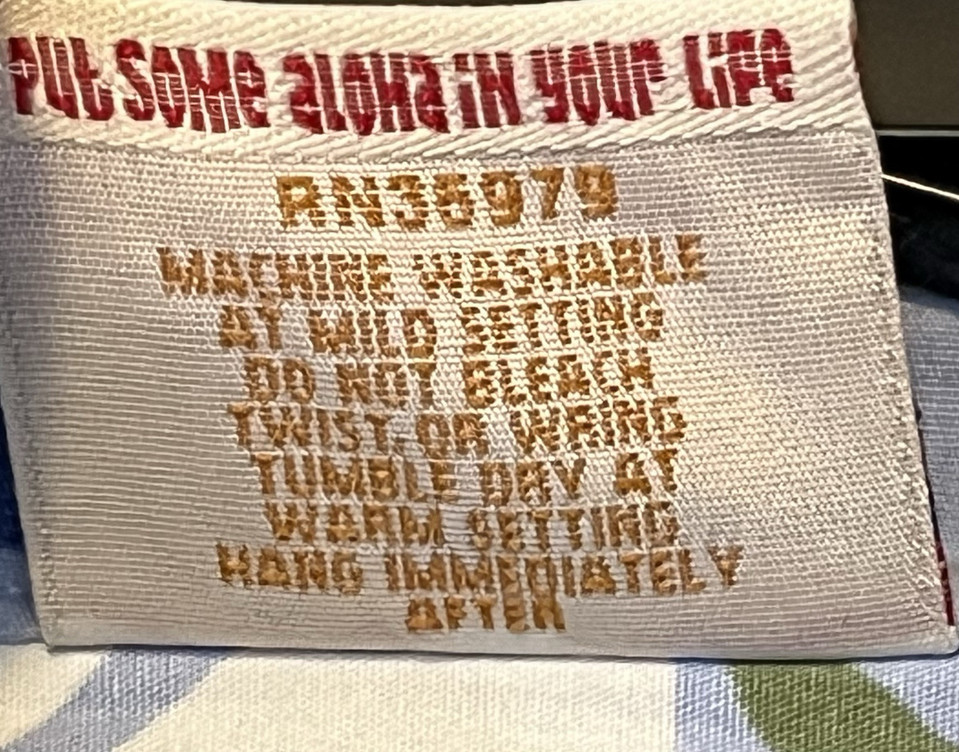 PUt SOMe aLOHa iN YOUR LiFe
RN36979
MACHINE WASHABLE
AT MILD SETTING
DO NOT BLEACH
TWIST OR WRING
TUMBLE DRY AT
WARM SETTING
HANG IMMEDIATELY
AFTER